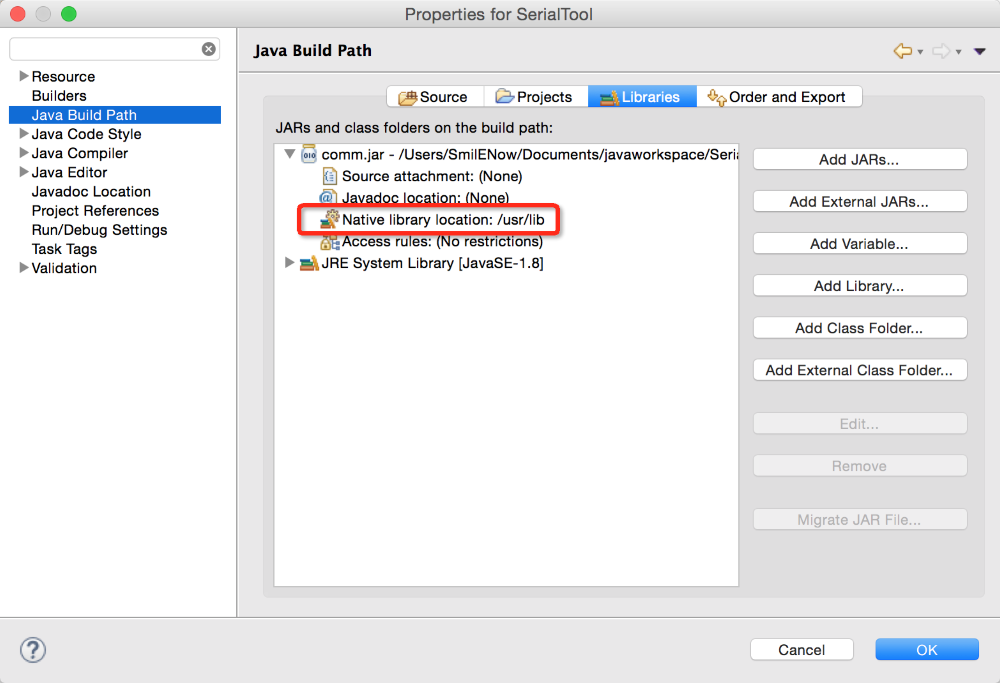 Properties for SerialTool
Resource
Builders
Java Build Path
Java Code Style
Java Compiler
Java Editor
Javadoc Location
Project References
Run/Debug Settings
Task Tags
Validation
Java Build Path
Source Projects Libraries Order and Export
JARs and class folders on the build path:
comm.jar - /Users/SmilENow/Documents/javaworkspace/Seria
Source attachment: (None)
Javadoc location: (None)
Native library location: /usr/lib
Access rules: (No restrictions)
JRE System Library [JavaSE-1.8]
Add JARs...
Add External JARs...
Add Variable...
Add Library...
Add Class Folder...
Add External Class Folder...
Edit...
Remove
Migrate JAR File...
Cancel OK